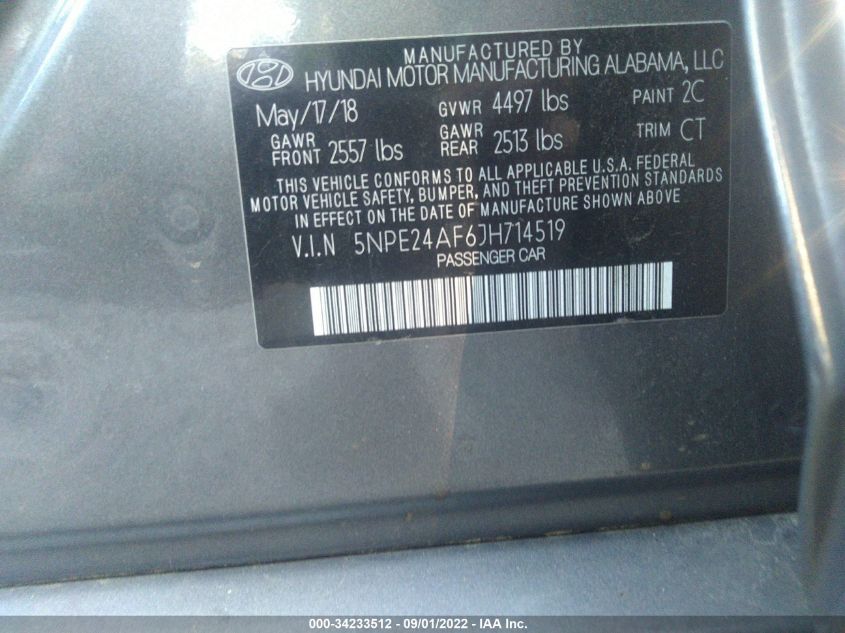 MANUFACTURED BY
HYUNDAI MOTOR MANUFACTURING ALABAMA, LLC
May/17/18 GVWR 4497 lbs PAINT 2C
GAWR FRONT 2557 lbs GAWR REAR 2513 lbs TRIM CT
THIS VEHICLE CONFORMS TO ALL APPLICABLE U.S.A. FEDERAL
MOTOR VEHICLE SAFETY, BUMPER, AND THEFT PREVENTION STANDARDS
IN EFFECT ON THE DATE OF MANUFACTURE SHOWN ABOVE
V.I.N 5NPE24AF6JH714519
PASSENGER CAR
000-34233512 - 09/01/2022 - IAA Inc.